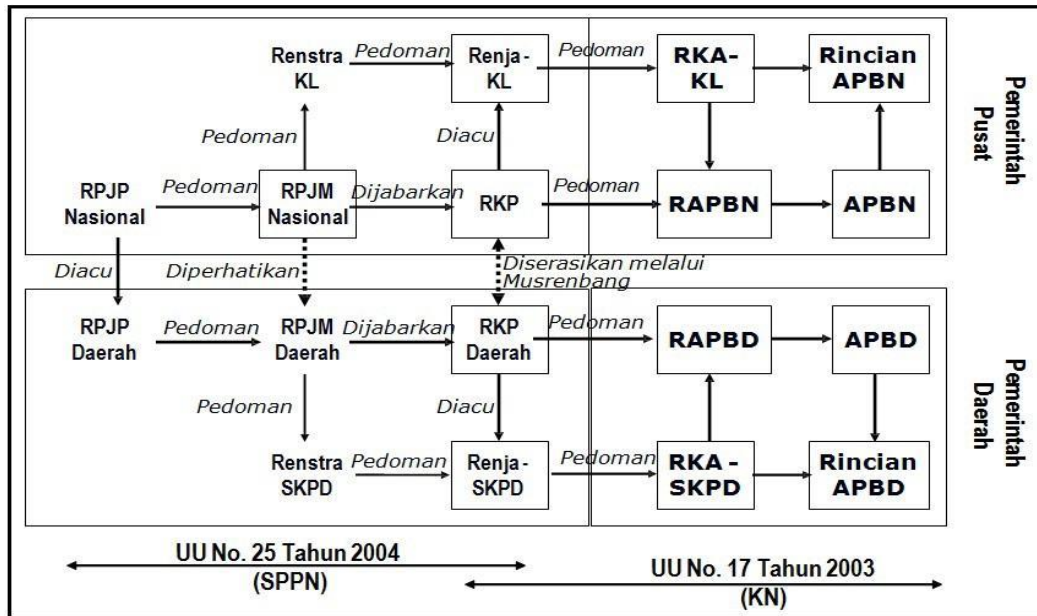 Renstra
KL
Pedoman
Renja-
KL
Pedoman
RKA-
KL
Rincian
APBN
Pedoman
Diacu
RPJP
Nasional
Pedoman
RPJM
Nasional
Dijabarkan
RKP
Pedoman
RAPBN
APBN
Pemerintah
Pusat
Diacu
Diperhatikan
Diserasikan melalui
Musrenbang
RPJP
Daerah
Pedoman
RPJM
Daerah
Dijabarkan
RKP
Daerah
Pedoman
RAPBD
APBD
Pedoman
Diacu
Renstra
SKPD
Pedoman
Renja-
SKPD
Pedoman
RKA -
SKPD
Rincian
APBD
Pemerintah
Daerah
UU No. 25 Tahun 2004
(SPPN)
UU No. 17 Tahun 2003
(KN)